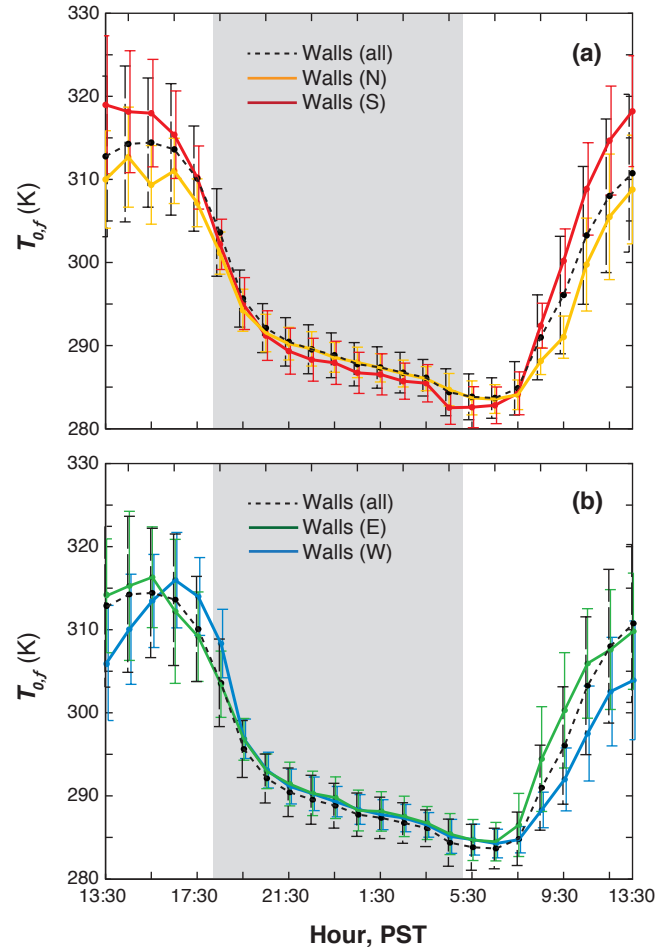 330
320
310
300
290
280
T0,f (K)
Walls (all)
Walls (N)
Walls (S)
(a)
330
320
310
300
290
280
T0,f (K)
Walls (all)
Walls (E)
Walls (W)
(b)
13:30 17:30 21:30 1:30 5:30 9:30 13:30
Hour, PST